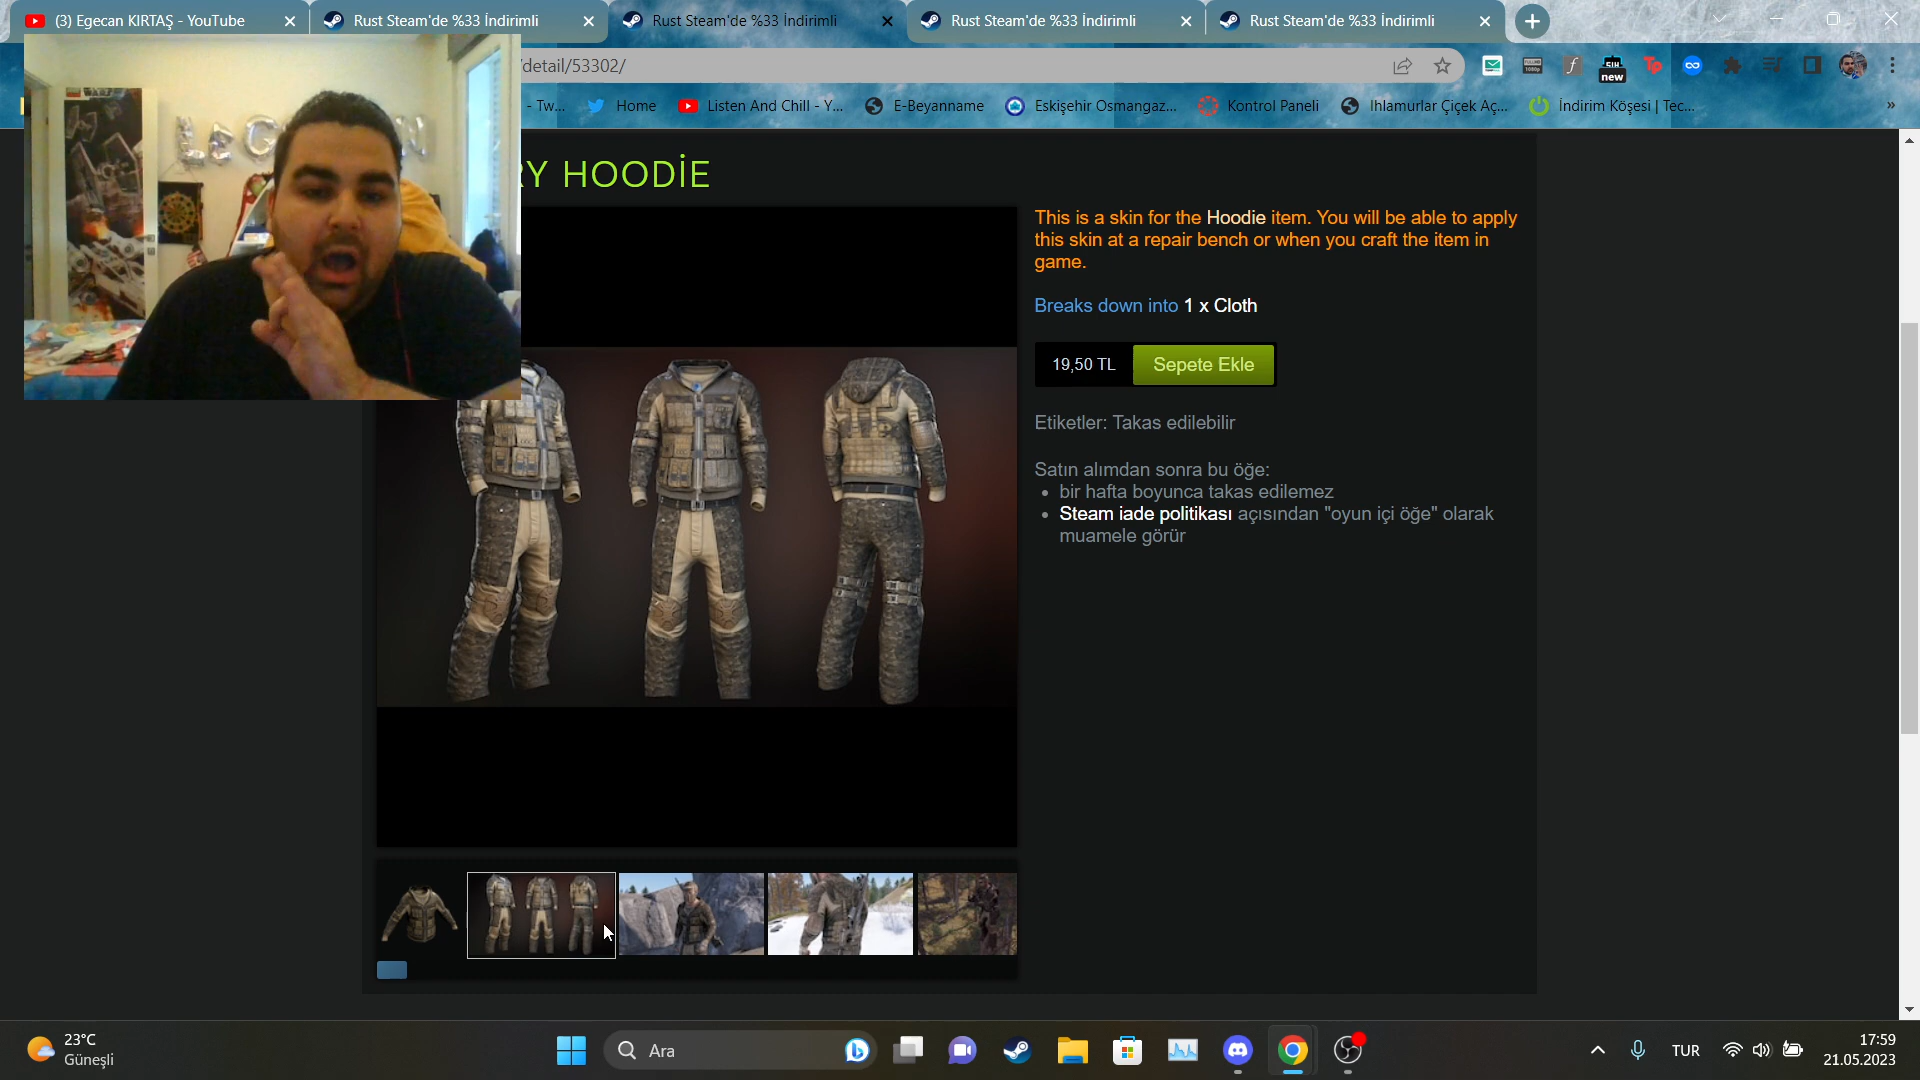 (3) Egecan KIRTAŞ - YouTube
Rust Steam'de %33 İndirimli
Rust Steam'de %33 İndirimli
Rust Steam'de %33 İndirimli
Rust Steam'de %33 İndirimli
/detail/53302/
new
- Tw...
Home
Listen And Chill - Y...
E-Beyanname
Eskişehir Osmangaz...
Kontrol Paneli
Ihlamurlar Çiçek Aç...
İndirim Köşesi | Tec...
»
RY HOODİE
This is a skin for the Hoodie item. You will be able to apply
this skin at a repair bench or when you craft the item in
game.
Breaks down into 1 x Cloth
19,50 TL
Sepete Ekle
Etiketler: Takas edilebilir
Satın alımdan sonra bu öğe:
bir hafta boyunca takas edilemez
Steam iade politikası açısından "oyun içi öğe" olarak
muamele görür
23°C
Güneşli
Ara
TUR
17:59
21.05.2023